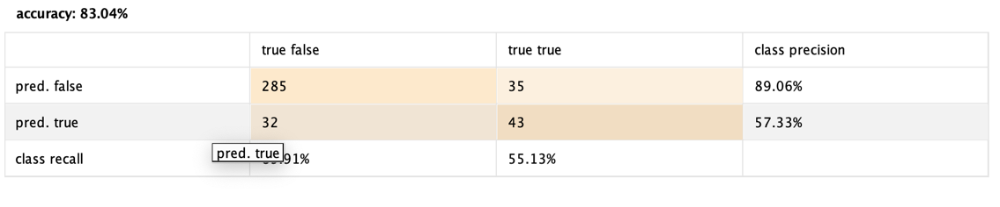 accuracy: 83.04%
true false true true class precision
pred. false 285 35 89.06%
pred. true 32 43 57.33%
class recall .91% 55.13%
pred. true